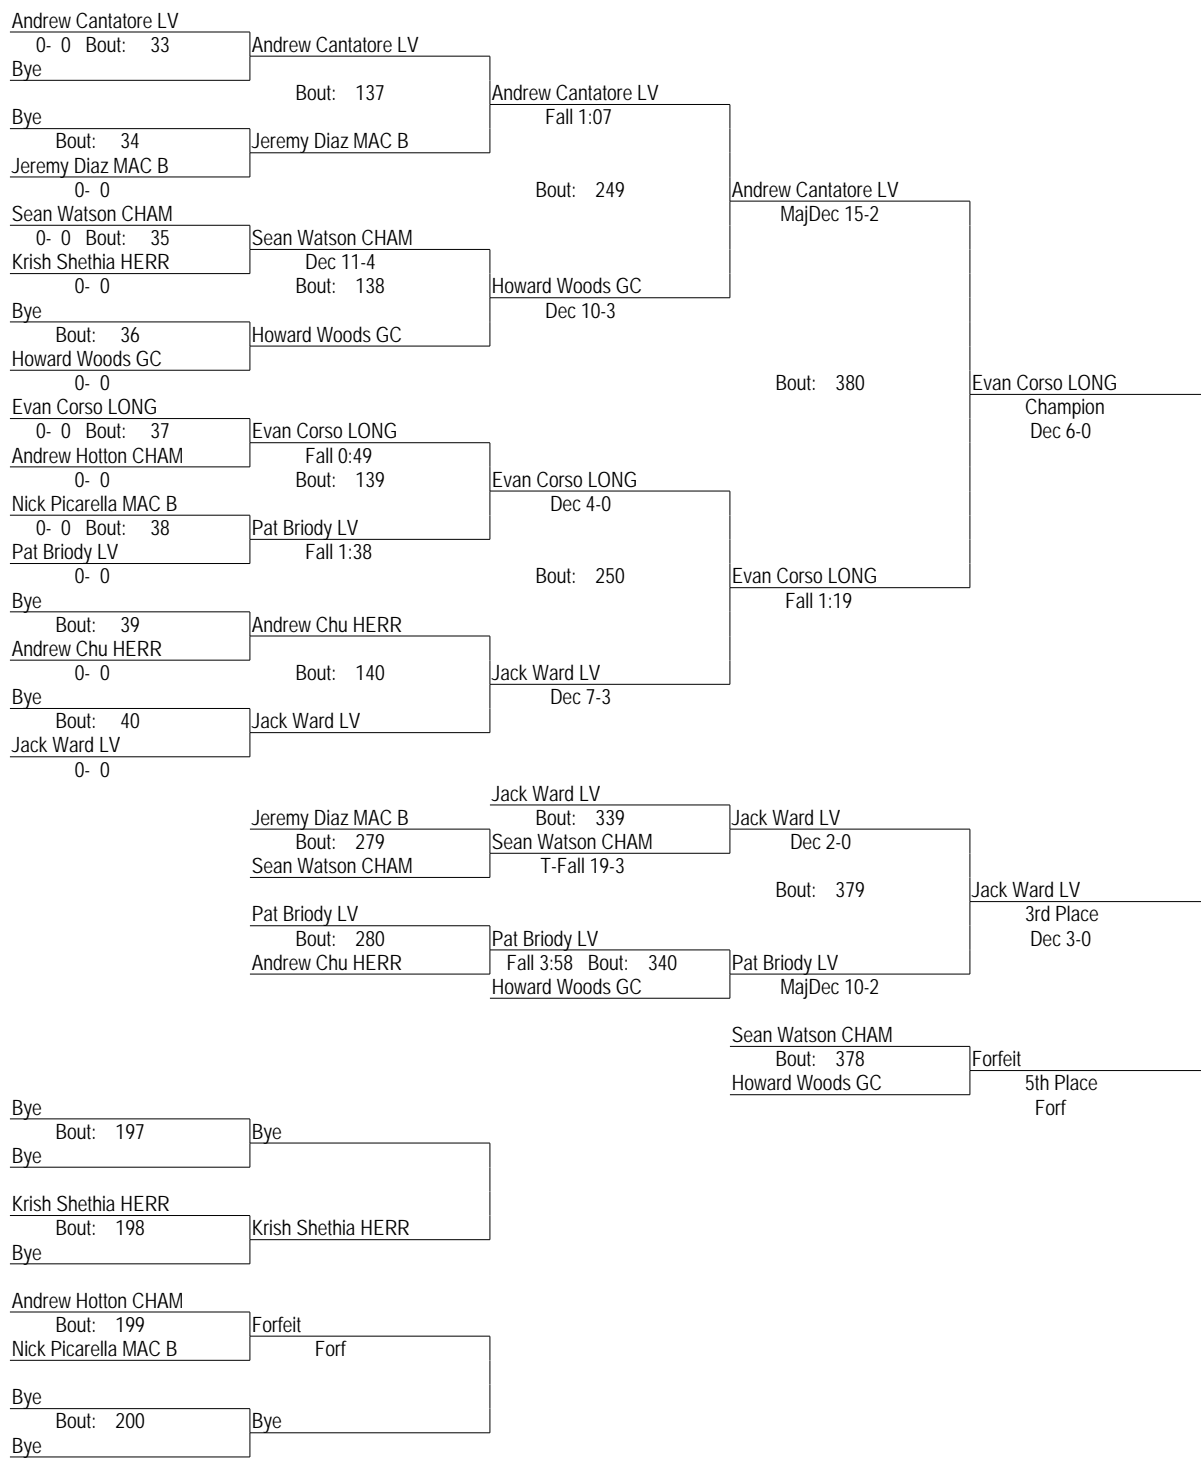 Andrew Cantatore LV
0- 0 Bout: 33
Andrew Cantatore LV
Bye
Bout: 137
Andrew Cantatore LV
Bye
Fall 1:07
Bout: 34
Jeremy Diaz MAC B
Jeremy Diaz MAC B
0- 0
Bout: 249
Andrew Cantatore LV
Sean Watson CHAM
MajDec 15-2
0- 0 Bout: 35
Sean Watson CHAM
Krish Shethia HERR
Dec 11-4
0- 0
Bout: 138
Howard Woods GC
Bye
Dec 10-3
Bout: 36
Howard Woods GC
Howard Woods GC
0- 0
Bout: 380
Evan Corso LONG
Evan Corso LONG
Champion
0- 0 Bout: 37
Evan Corso LONG
Dec 6-0
Andrew Hotton CHAM
Fall 0:49
0- 0
Bout: 139
Evan Corso LONG
Nick Picarella MAC B
Dec 4-0
0- 0 Bout: 38
Pat Briody LV
Pat Briody LV
Fall 1:38
0- 0
Bout: 250
Evan Corso LONG
Bye
Fall 1:19
Bout: 39
Andrew Chu HERR
Andrew Chu HERR
0- 0
Bout: 140
Jack Ward LV
Bye
Dec 7-3
Bout: 40
Jack Ward LV
Jack Ward LV
0- 0
Jack Ward LV
Jeremy Diaz MAC B
Bout: 339
Jack Ward LV
Bout: 279
Sean Watson CHAM
Dec 2-0
Sean Watson CHAM
T-Fall 19-3
Bout: 379
Jack Ward LV
Pat Briody LV
3rd Place
Bout: 280
Pat Briody LV
Dec 3-0
Andrew Chu HERR
Fall 3:58 Bout: 340
Pat Briody LV
Howard Woods GC
MajDec 10-2
Sean Watson CHAM
Bout: 378
Forfeit
Howard Woods GC
5th Place
Forf
Bye
Bout: 197
Bye
Bye
Krish Shethia HERR
Bout: 198
Krish Shethia HERR
Bye
Andrew Hotton CHAM
Bout: 199
Forfeit
Nick Picarella MAC B
Forf
Bye
Bout: 200
Bye
Bye